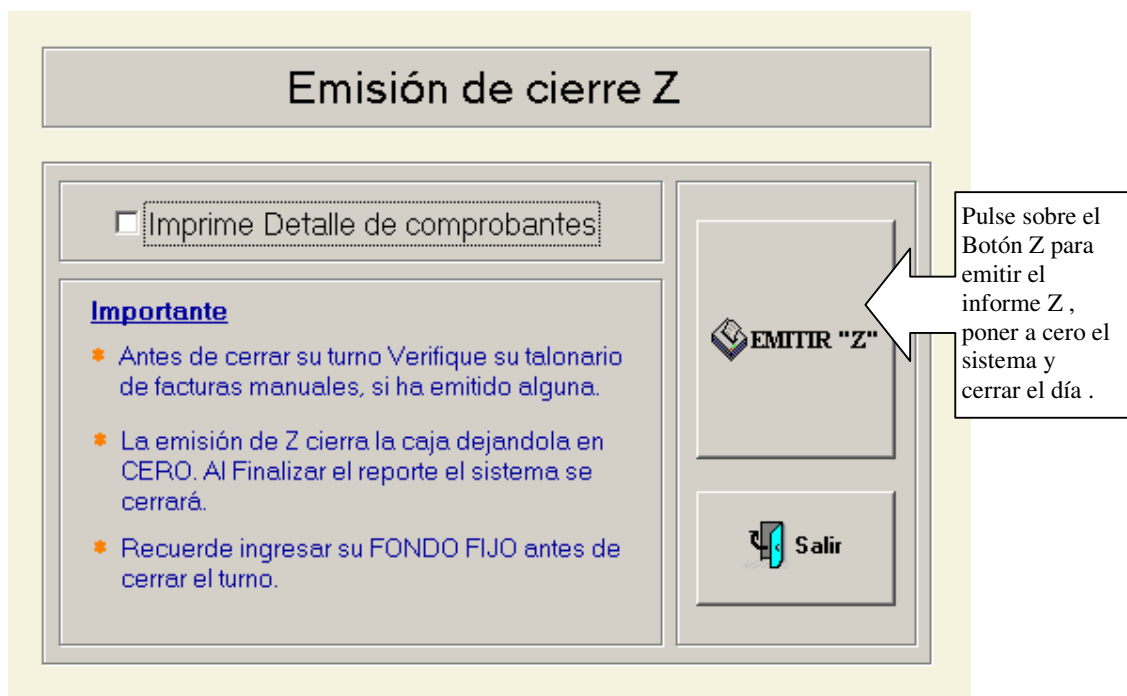 Emisión de cierre Z
Imprime Detalle de comprobantes
Importante
Antes de cerrar su turno Verifique su talonario
de facturas manuales, si ha emitido alguna.
La emisión de Z cierra la caja dejandola en
CERO. Al Finalizar el reporte el sistema se
cerrará.
Recuerde ingresar su FONDO FIJO antes de
cerrar el turno.
EMITIR "Z"
Salir
Pulse sobre el
Botón Z para
emitir el
informe Z ,
poner a cero el
sistema y
cerrar el día .